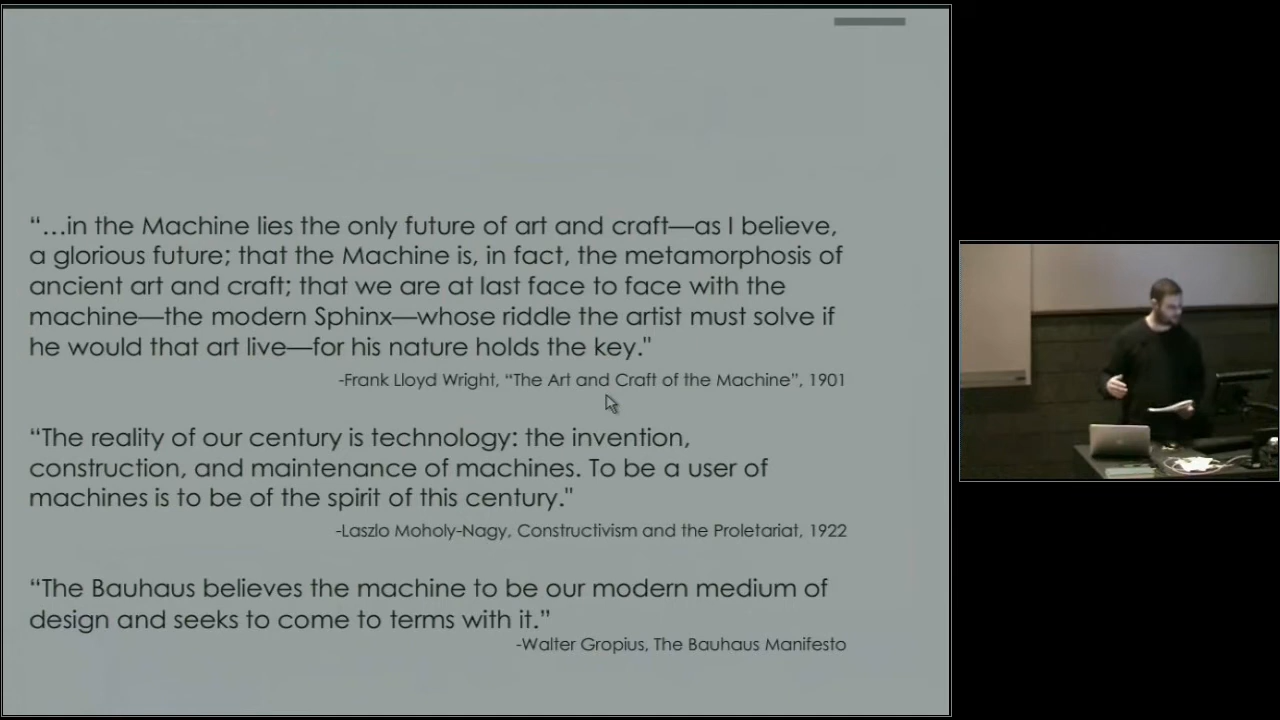 “…in the Machine lies the only future of art and craft—as I believe,
a glorious future; that the Machine is, in fact, the metamorphosis of
ancient art and craft; that we are at last face to face with the
machine—the modern Sphinx—whose riddle the artist must solve if
he would that art live—for his nature holds the key."
-Frank Lloyd Wright, “The Art and Craft of the Machine”, 1901
“The reality of our century is technology: the invention,
construction, and maintenance of machines. To be a user of
machines is to be of the spirit of this century."
-Laszlo Moholy-Nagy, Constructivism and the Proletariat, 1922
“The Bauhaus believes the machine to be our modern medium of
design and seeks to come to terms with it.”
-Walter Gropius, The Bauhaus Manifesto